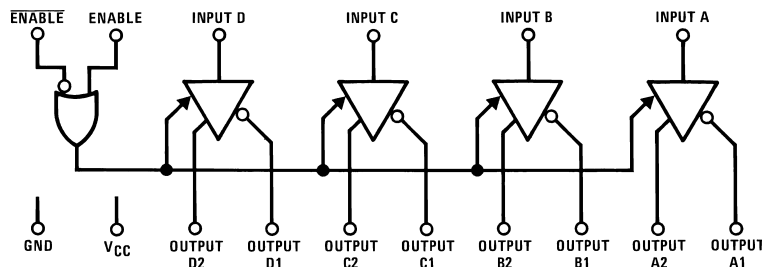 E̅N̅A̅B̅L̅E̅ ENABLE INPUT D INPUT C INPUT B INPUT A
GND VCC OUTPUT OUTPUT OUTPUT OUTPUT OUTPUT OUTPUT OUTPUT OUTPUT
D2 D1 C2 C1 B2 B1 A2 A1